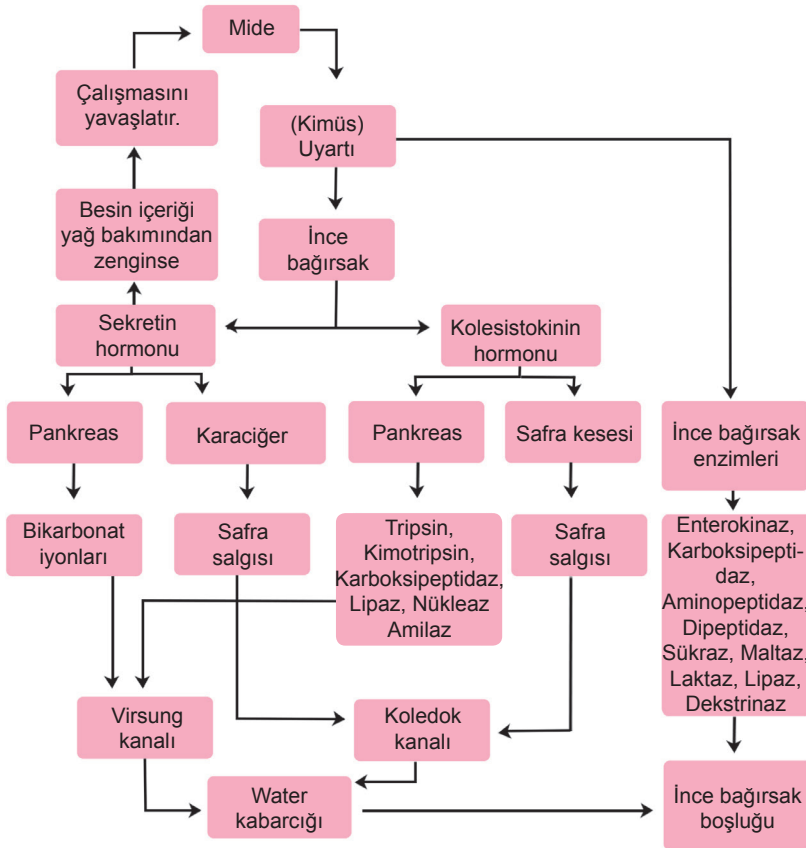 Mide
Çalışmasını
yavaşlatır.
(Kimüs)
Uyartı
Besin içeriği
yağ bakımından
zenginse
İnce
bağırsak
Sekretin
hormonu
Kolesistokinin
hormonu
Pankreas
Karaciğer
Pankreas
Safra kesesi
İnce bağırsak
enzimleri
Bikarbonat
iyonları
Safra
salgısı
Tripsin,
Kimotripsin,
Karboksipeptidaz,
Lipaz, Nükleaz
Amilaz
Safra
salgısı
Enterokinaz,
Karboksipepti-
daz,
Aminopeptidaz,
Dipeptidaz,
Sükraz, Maltaz,
Laktaz, Lipaz,
Dekstrinaz
Virsung
kanalı
Koledok
kanalı
Water
kabarcığı
İnce bağırsak
boşluğu